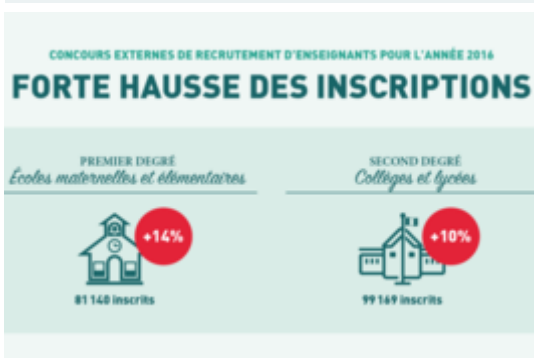 CONCOURS EXTERNES DE RECRUTEMENT D'ENSEIGNANTS POUR L'ANNÉE 2016
FORTE HAUSSE DES INSCRIPTIONS
PREMIER DEGRÉ
Écoles maternelles et élémentaires
+14%
81 140 inscrits
SECOND DEGRÉ
Collèges et lycées
+10%
99 169 inscrits